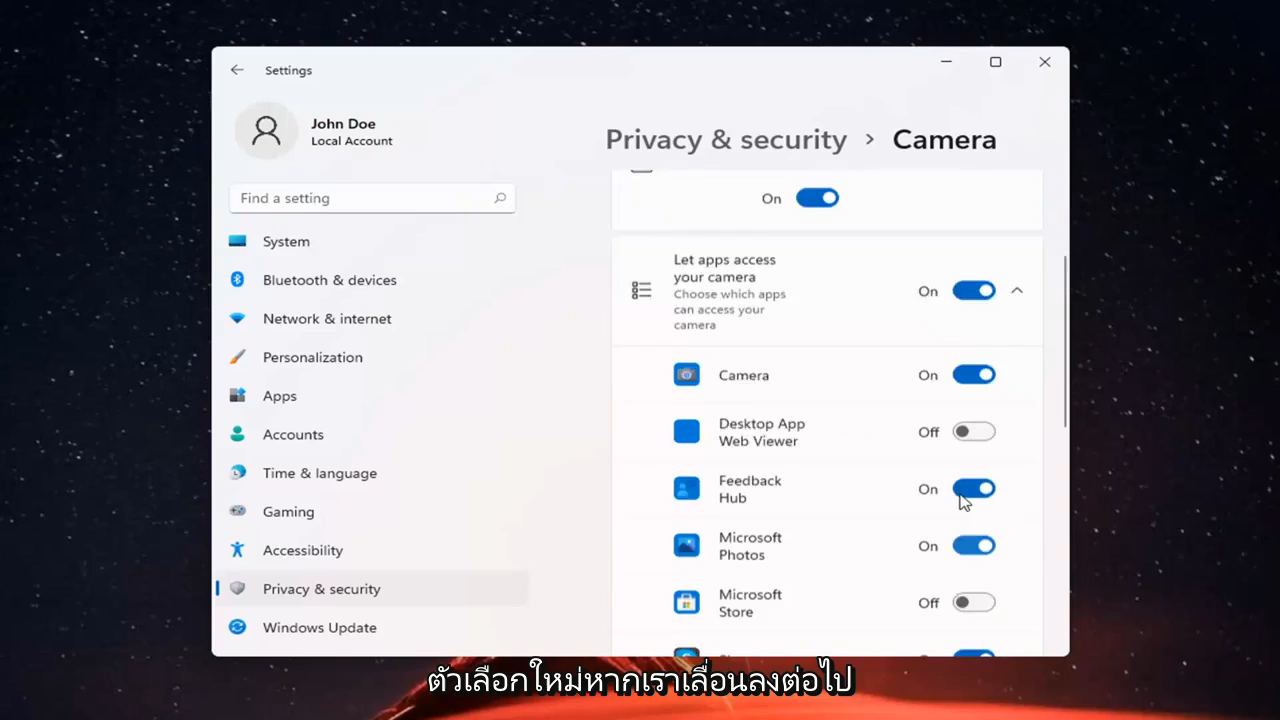 Settings
John Doe
Local Account
Find a setting
System
Bluetooth & devices
Network & internet
Personalization
Apps
Accounts
Time & language
Gaming
Accessibility
Privacy & security
Windows Update
Privacy & security › Camera
On
Let apps access
your camera
Choose which apps
can access your
camera
On
Camera
On
Desktop App
Web Viewer
Off
Feedback
Hub
On
Microsoft
Photos
On
Microsoft
Store
Off
ตัวเลือกใหม่หากเราเลื่อนลงต่อไป